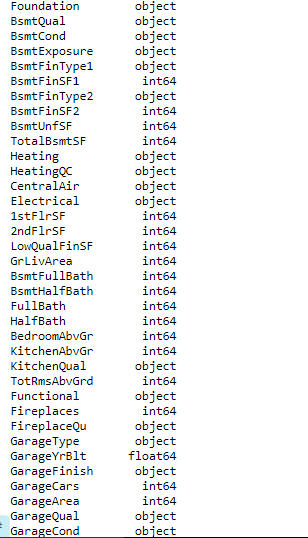 Foundation object
BsmtQual object
BsmtCond object
BsmtExposure object
BsmtFinType1 object
BsmtFinSF1 int64
BsmtFinType2 object
BsmtFinSF2 int64
BsmtUnfSF int64
TotalBsmtSF int64
Heating object
HeatingQC object
CentralAir object
Electrical object
1stFlrSF int64
2ndFlrSF int64
LowQualFinSF int64
GrLivArea int64
BsmtFullBath int64
BsmtHalfBath int64
FullBath int64
HalfBath int64
BedroomAbvGr int64
KitchenAbvGr int64
KitchenQual object
TotRmsAbvGrd int64
Functional object
Fireplaces int64
FireplaceQu object
GarageType object
GarageYrBlt float64
GarageFinish object
GarageCars int64
GarageArea int64
GarageQual object
GarageCond object